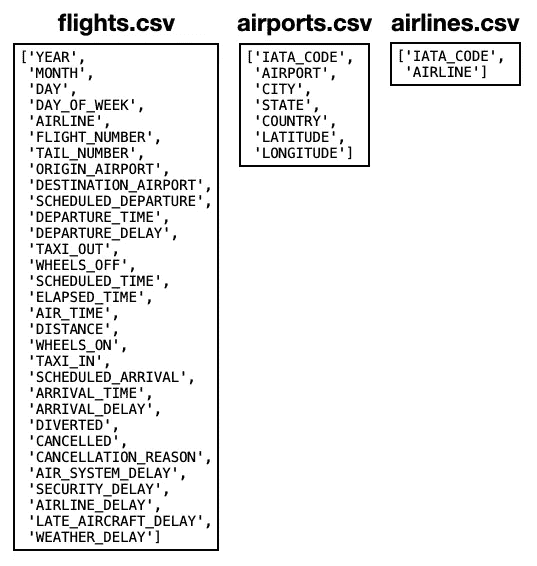 flights.csv
['YEAR',
'MONTH',
'DAY',
'DAY_OF_WEEK',
'AIRLINE',
'FLIGHT_NUMBER',
'TAIL_NUMBER',
'ORIGIN_AIRPORT',
'DESTINATION_AIRPORT',
'SCHEDULED_DEPARTURE',
'DEPARTURE_TIME',
'DEPARTURE_DELAY',
'TAXI_OUT',
'WHEELS_OFF',
'SCHEDULED_TIME',
'ELAPSED_TIME',
'AIR_TIME',
'DISTANCE',
'WHEELS_ON',
'TAXI_IN',
'SCHEDULED_ARRIVAL',
'ARRIVAL_TIME',
'ARRIVAL_DELAY',
'DIVERTED',
'CANCELLED',
'CANCELLATION_REASON',
'AIR_SYSTEM_DELAY',
'SECURITY_DELAY',
'AIRLINE_DELAY',
'LATE_AIRCRAFT_DELAY',
'WEATHER_DELAY']
airports.csv
['IATA_CODE',
'AIRPORT',
'CITY',
'STATE',
'COUNTRY',
'LATITUDE',
'LONGITUDE']
airlines.csv
['IATA_CODE',
'AIRLINE']